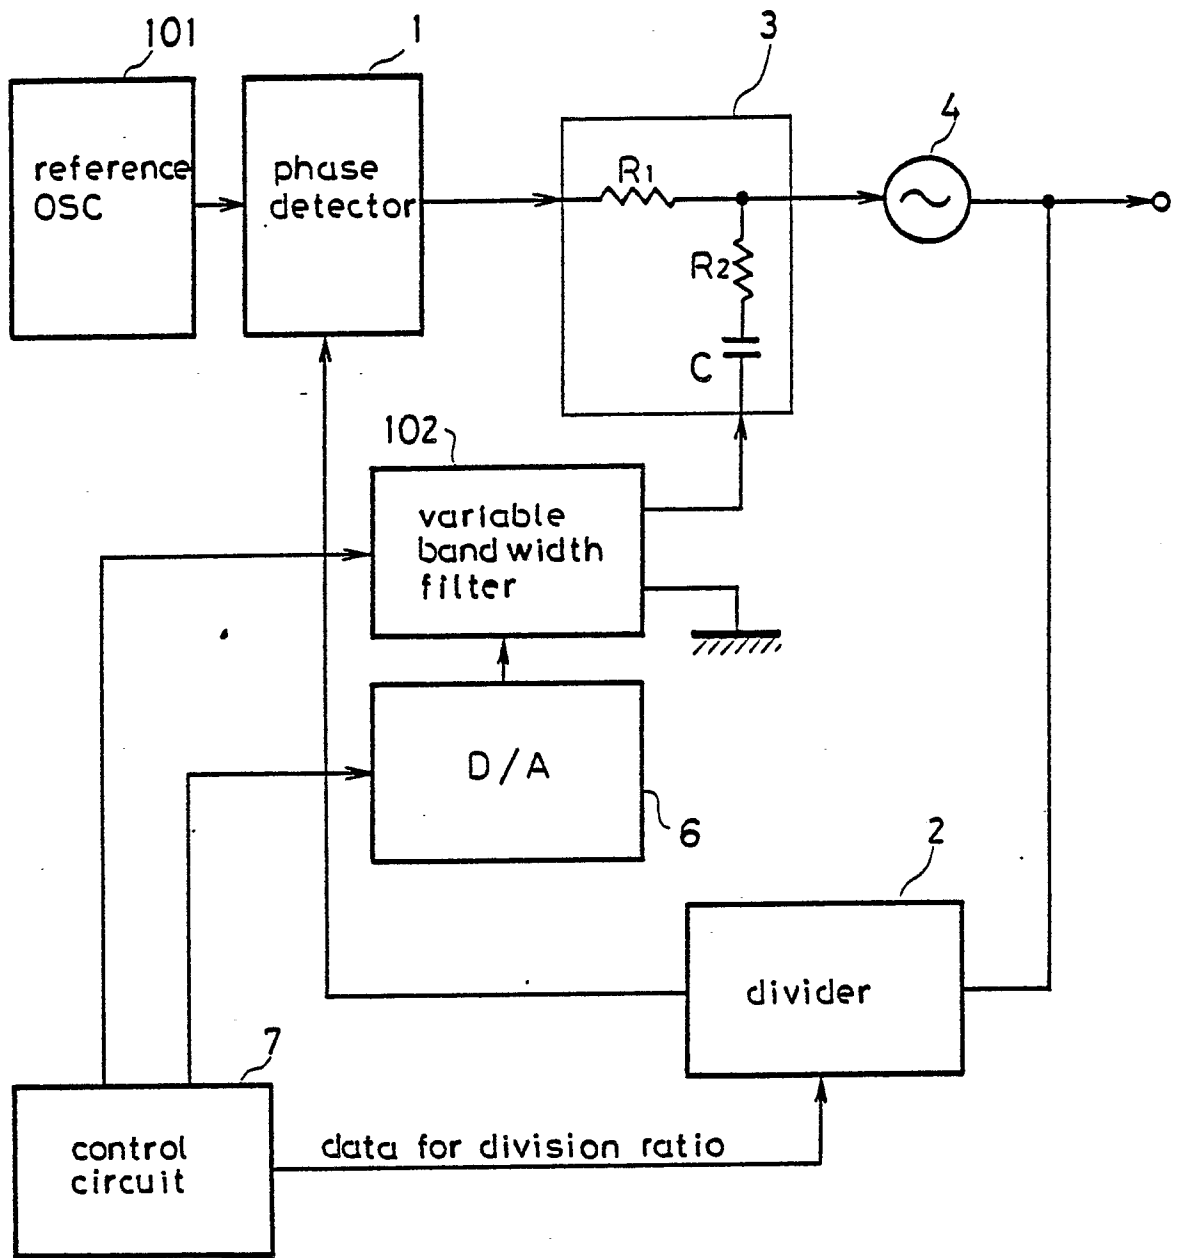 101
1
3
4
reference
OSC
phase
detector
R1
R2
C
102
variable
band width
filter
D/A
6
2
divider
7
control
circuit
data for division ratio